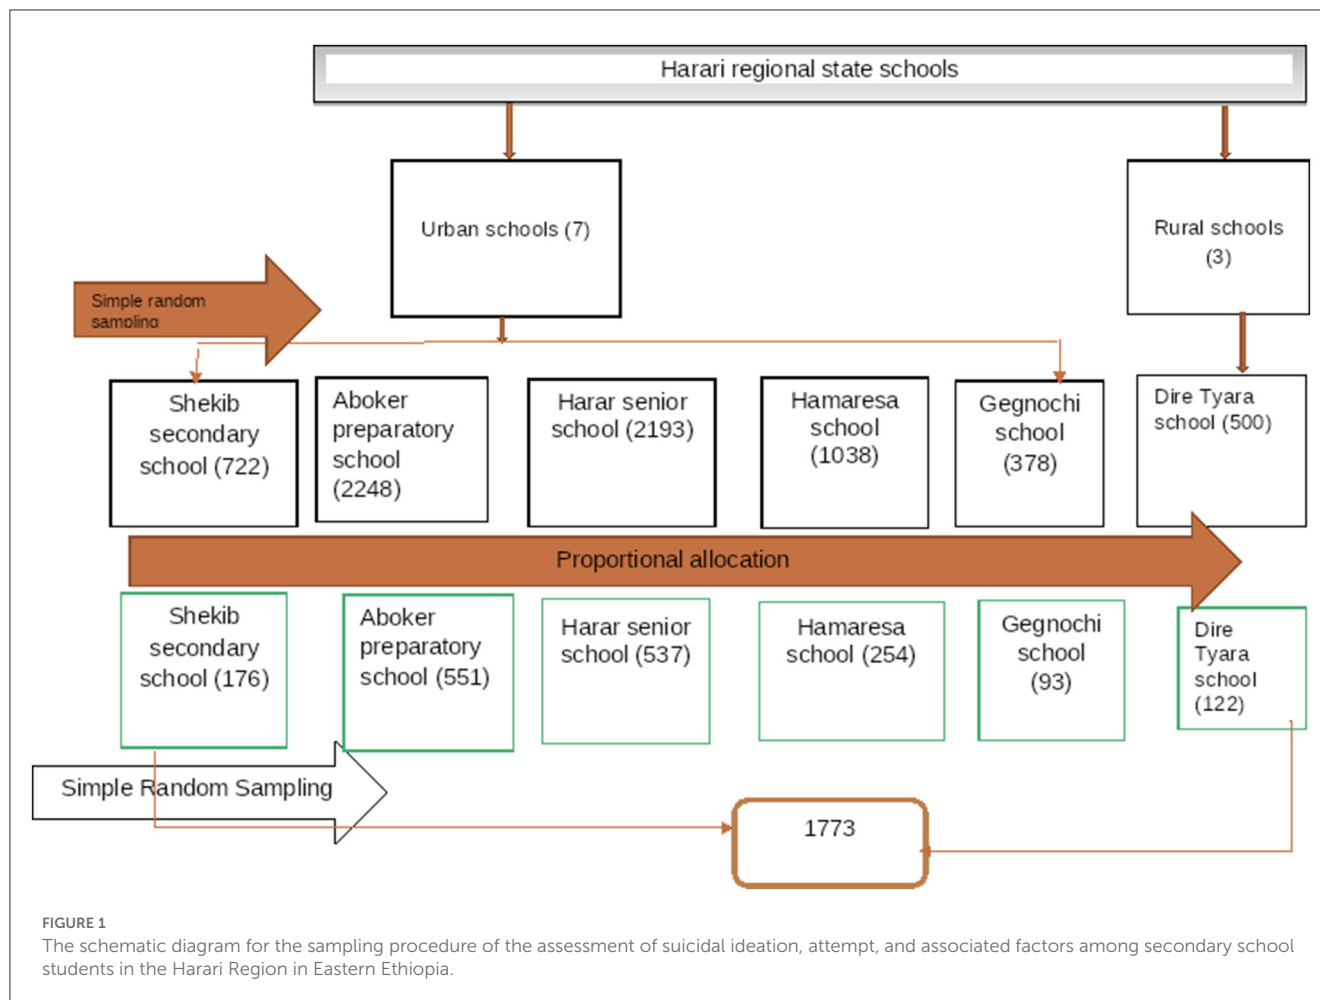 Harari regional state schools
Urban schools (7)
Rural schools
(3)
Simple random
sampling
Shekib
secondary
school (722)
Aboker
preparatory
school
(2248)
Harar senior
school (2193)
Hamaresa
school
(1038)
Gegnochi
school
(378)
Dire Tyara
school (500)
Proportional allocation
Shekib
secondary
school (176)
Aboker
preparatory
school (551)
Harar senior
school (537)
Hamaresa
school (254)
Gegnochi
school
(93)
Dire
Tyara
school
(122)
Simple Random Sampling
1773
FIGURE 1
The schematic diagram for the sampling procedure of the assessment of suicidal ideation, attempt, and associated factors among secondary school
students in the Harari Region in Eastern Ethiopia.